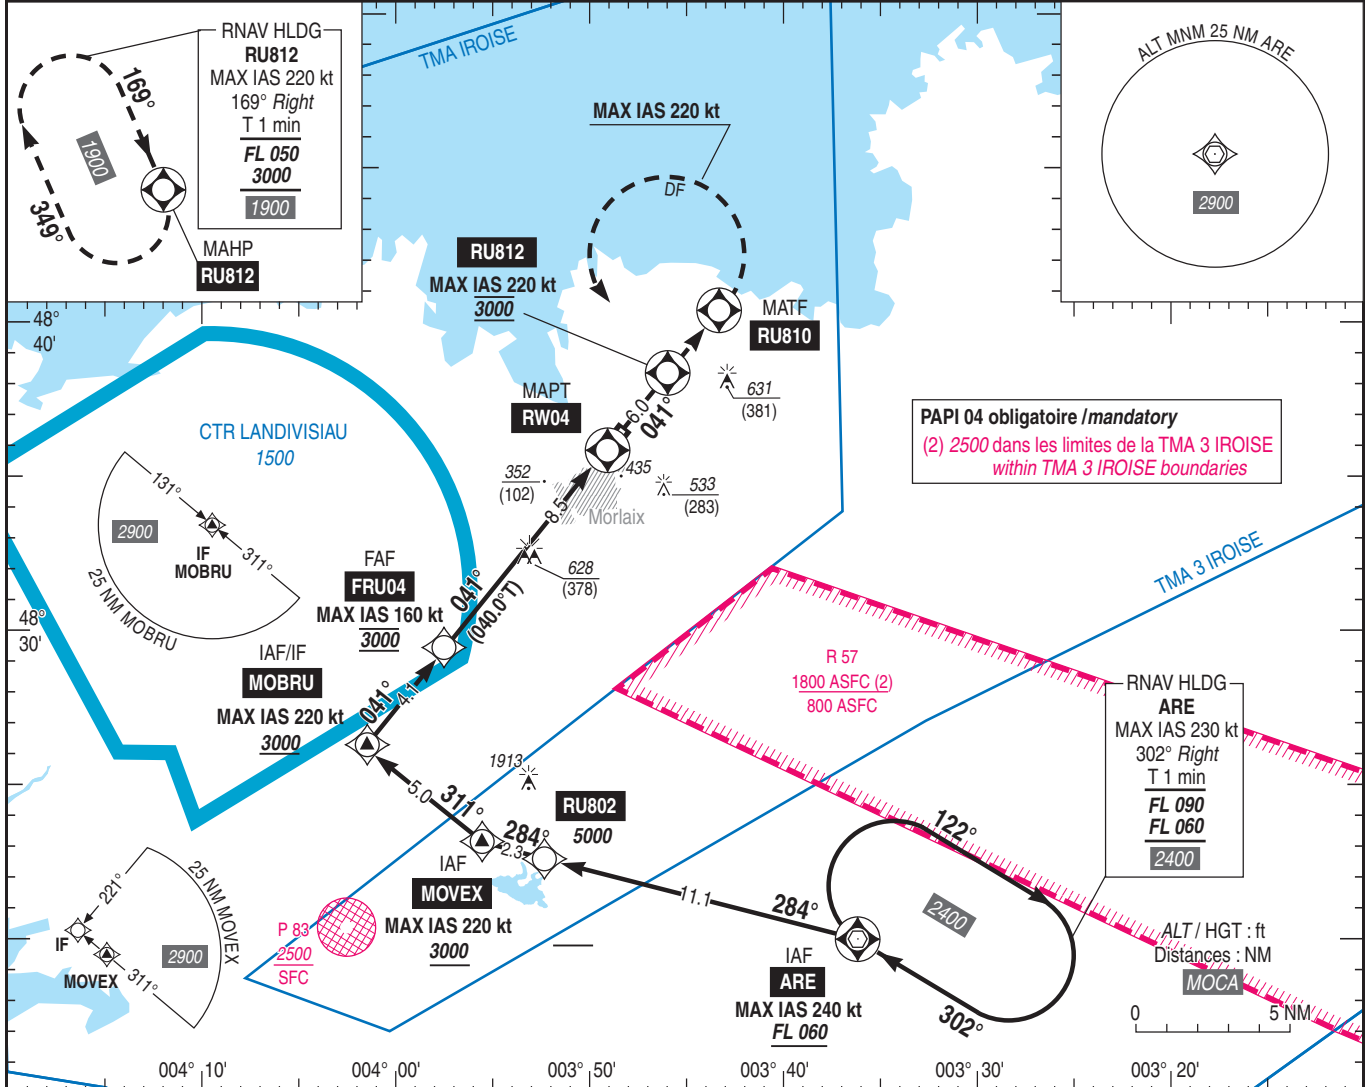 RNAV HLDG
RU812
MAX IAS 220 kt
169° Right
T 1 min
FL 050
3000
1900
169°
1900
349°
MAHP
RU812
TMA IROISE
MAX IAS 220 kt
DF
ALT MNM 25 NM ARE
2900
RU812
MAX IAS 220 kt
3000
MATF
RU810
48°
40'
MAPT
RW04
6.0
041°
631
(381)
PAPI 04 obligatoire / mandatory
(2) 2500 dans les limites de la TMA 3 IROISE
within TMA 3 IROISE boundaries
CTR LANDIVISIAU
1500
352
(102)
435
533
(283)
Morlaix
8.5
131°
2900
IF
MOBRU
311°
25 NM MOBRU
FAF
FRU04
MAX IAS 160 kt
3000
041°
(040.0°T)
628
(378)
TMA 3 IROISE
48°
30'
IAF/IF
MOBRU
MAX IAS 220 kt
3000
041°
4.1
R 57
1800 ASFC (2)
800 ASFC
RNAV HLDG
ARE
MAX IAS 230 kt
302° Right
T 1 min
FL 090
FL 060
2400
1913
5.0
311°
RU802
5000
284°
2.3
IAF
MOVEX
MAX IAS 220 kt
3000
11.1
284°
122°
2400
302°
IAF
ARE
MAX IAS 240 kt
FL 060
25 NM MOVEX
221°
IF
2900
MOVEX
311°
P 83
2500
SFC
ALT / HGT : ft
Distances : NM
MOCA
0 5 NM
004° 10' 004° 00' 003° 50' 003° 40' 003° 30' 003° 20'